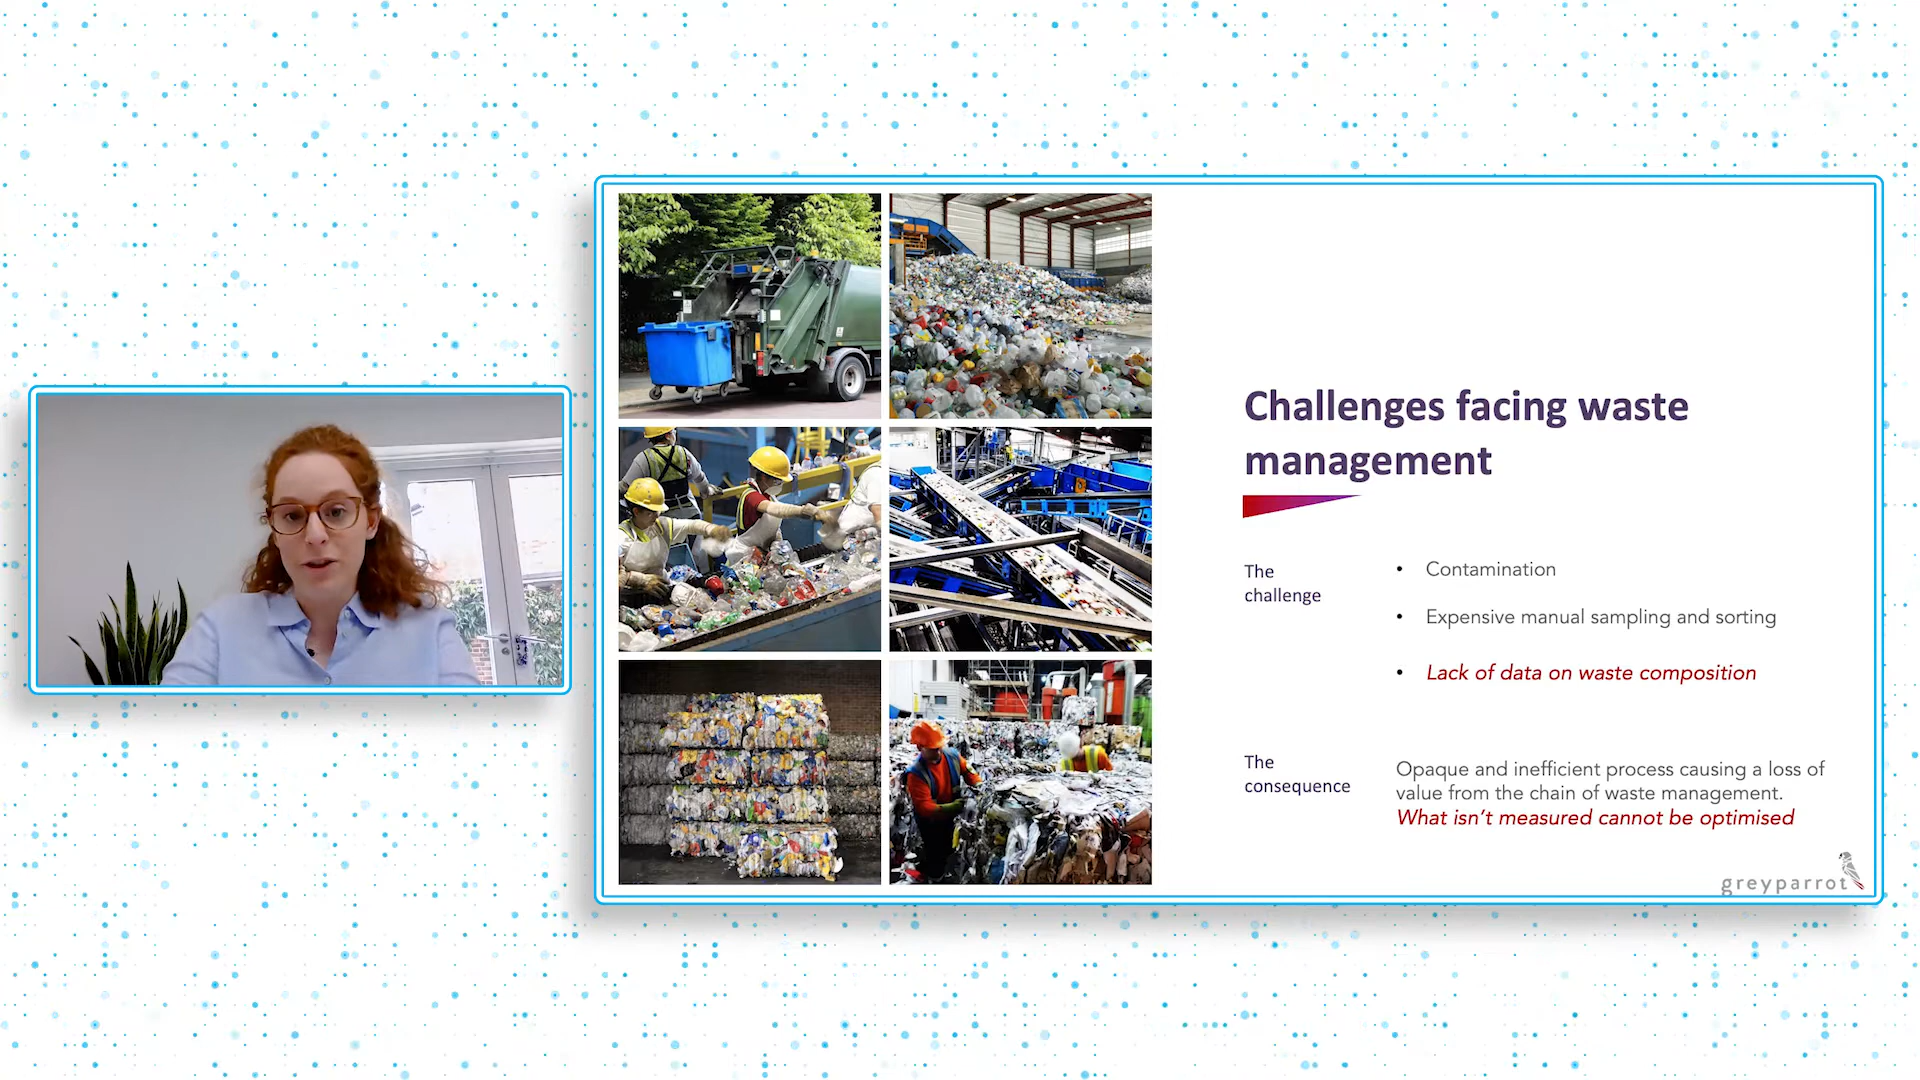 Challenges facing waste
management
The
challenge
• Contamination
• Expensive manual sampling and sorting
• Lack of data on waste composition
The
consequence
Opaque and inefficient process causing a loss of
value from the chain of waste management.
What isn't measured cannot be optimised
greyparrot